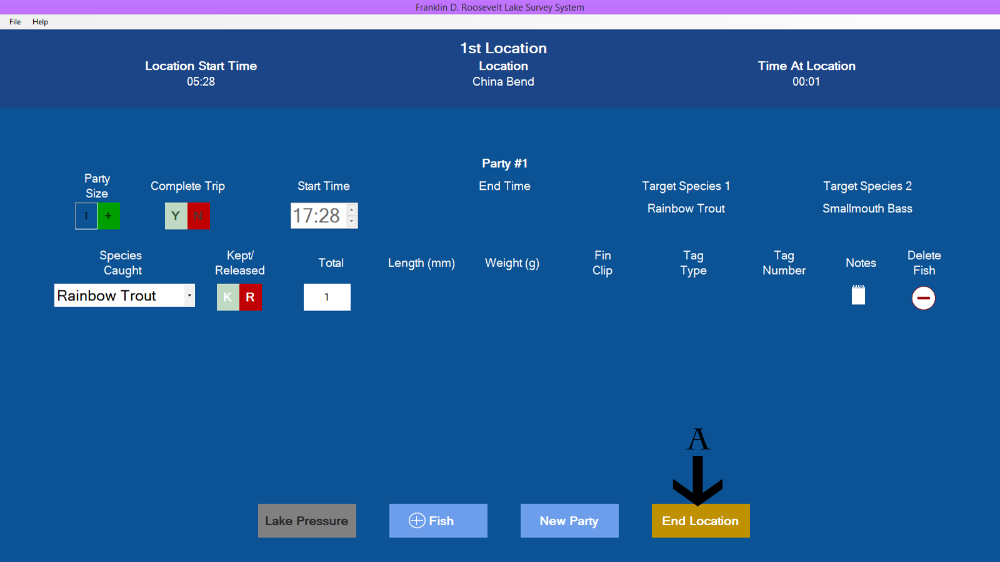 Franklin D. Roosevelt Lake Survey System
File Help
1st Location
Location Start Time Location Time At Location
05:28 China Bend 00:01
Party #1
Party
Size
Complete Trip Start Time End Time Target Species 1 Target Species 2
1 + Y N 17:28 Rainbow Trout Smallmouth Bass
Species
Caught
Kept/
Released
Total Length (mm) Weight (g)
Fin
Clip
Tag
Type
Tag
Number
Notes
Delete
Fish
Rainbow Trout K R 1
A
Lake Pressure Fish New Party End Location